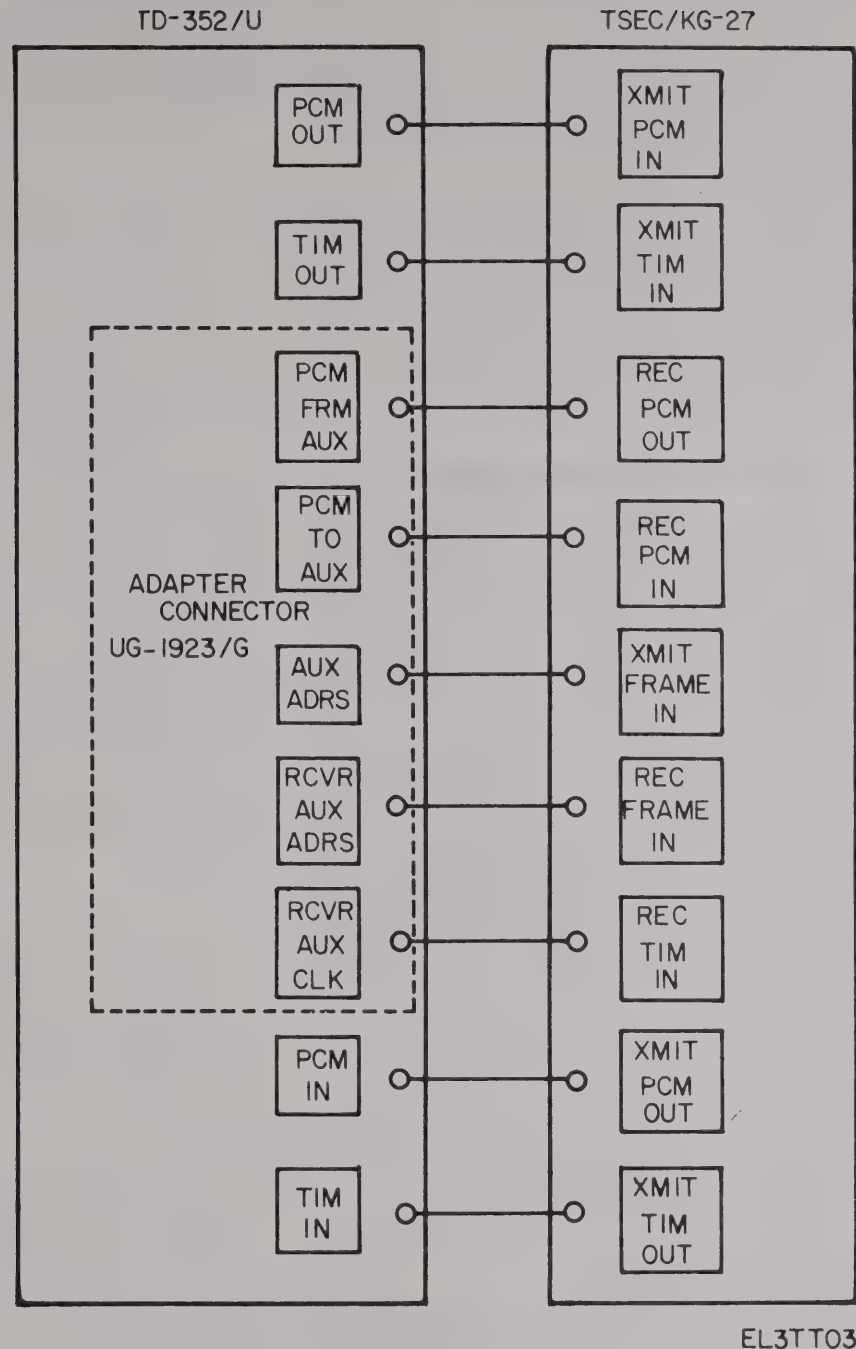 TD-352/U
TSEC/KG-27
PCM
OUT
XMIT
PCM
IN
TIM
OUT
XMIT
TIM
IN
PCM
FRM
AUX
REC
PCM
OUT
PCM
TO
AUX
REC
PCM
IN
ADAPTER
CONNECTOR
UG-1923/G
AUX
ADRS
XMIT
FRAME
IN
RCVR
AUX
ADRS
REC
FRAME
IN
RCVR
AUX
CLK
REC
TIM
IN
PCM
IN
XMIT
PCM
OUT
TIM
IN
XMIT
TIM
OUT
EL3TT03